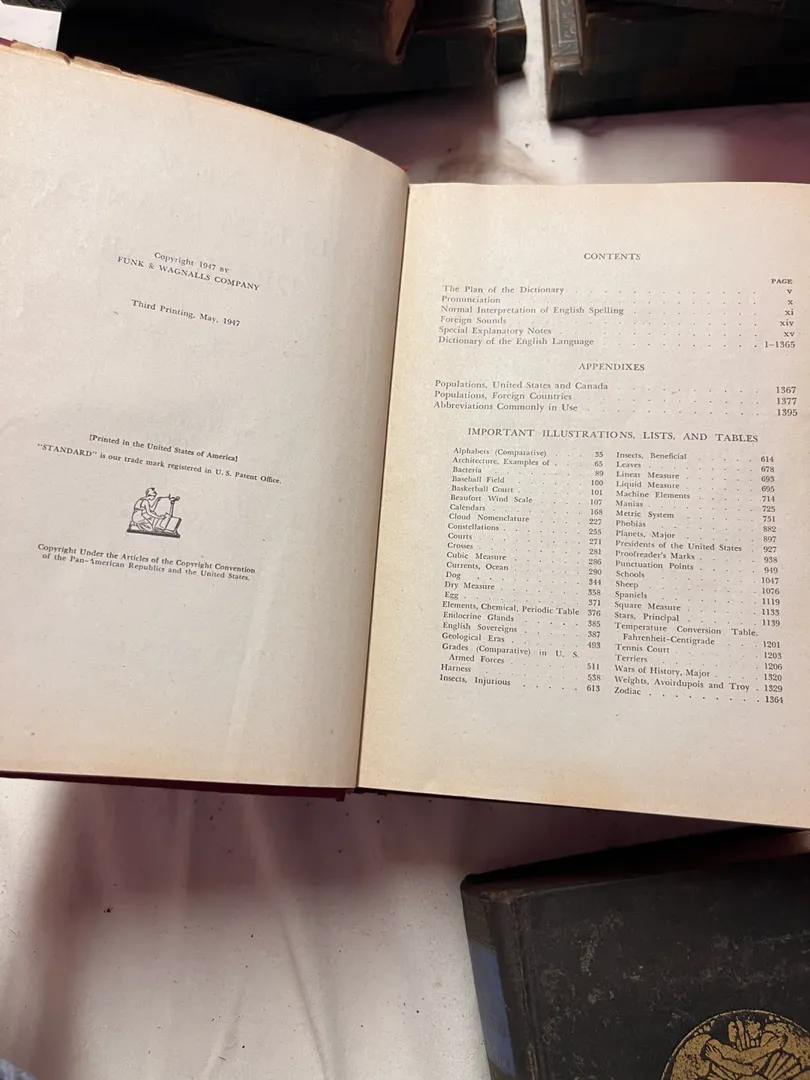 Copyright 1947 BY
FUNK & WAGNALLS COMPANY
Third Printing, May, 1947
[Printed in the United States of America]
"STANDARD" is our trade mark registered in U. S. Patent Office.
Copyright Under the Articles of the Copyright Convention
of the Pan-American Republics and the United States.
CONTENTS
PAGE
The Plan of the Dictionary v
Pronunciation x
Normal Interpretation of English Spelling xi
Foreign Sounds xiv
Special Explanatory Notes xv
Dictionary of the English Language 1–1365
APPENDIXES
Populations, United States and Canada 1367
Populations, Foreign Countries 1377
Abbreviations Commonly in Use 1395
IMPORTANT ILLUSTRATIONS, LISTS, AND TABLES
Alphabets (Comparative) 35
Architecture, Examples of 65
Bacteria 89
Baseball Field 100
Basketball Court 101
Beaufort Wind Scale 107
Calendars 168
Cloud Nomenclature 227
Constellations 255
Courts 271
Crosses 281
Cubic Measure 286
Currents, Ocean 290
Dog 344
Dry Measure 358
Egg 371
Elements, Chemical, Periodic Table 376
Endocrine Glands 385
English Sovereigns 387
Geological Eras 493
Grades (Comparative) in U. S.
Armed Forces 511
Harness 538
Insects, Injurious 613
Insects, Beneficial 614
Leaves 678
Linear Measure 693
Liquid Measure 695
Machine Elements 714
Manias 725
Metric System 751
Phobias 882
Planets, Major 897
Presidents of the United States 927
Proofreader's Marks 938
Punctuation Points 949
Schools 1047
Sheep 1076
Spaniels 1119
Square Measure 1133
Stars, Principal 1139
Temperature Conversion Table,
Fahrenheit-Centigrade 1201
Tennis Court 1203
Terriers 1206
Wars of History, Major 1320
Weights, Avoirdupois and Troy 1329
Zodiac 1364